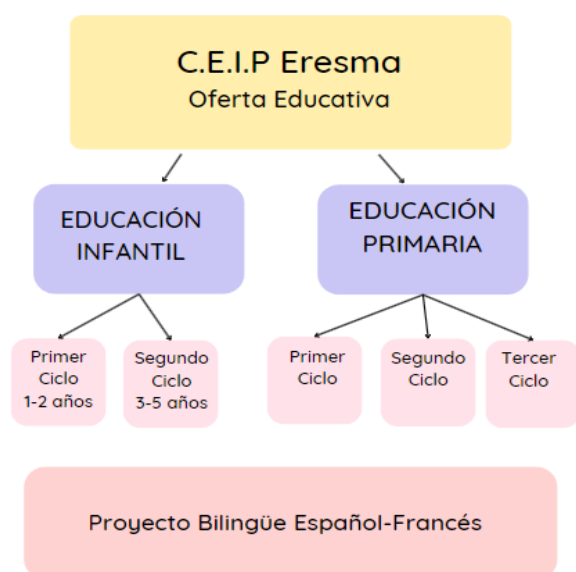 C.E.I.P Eresma
Oferta Educativa
EDUCACIÓN
INFANTIL
EDUCACIÓN
PRIMARIA
Primer
Ciclo
1-2 años
Segundo
Ciclo
3-5 años
Primer
Ciclo
Segundo
Ciclo
Tercer
Ciclo
Proyecto Bilingüe Español-Francés